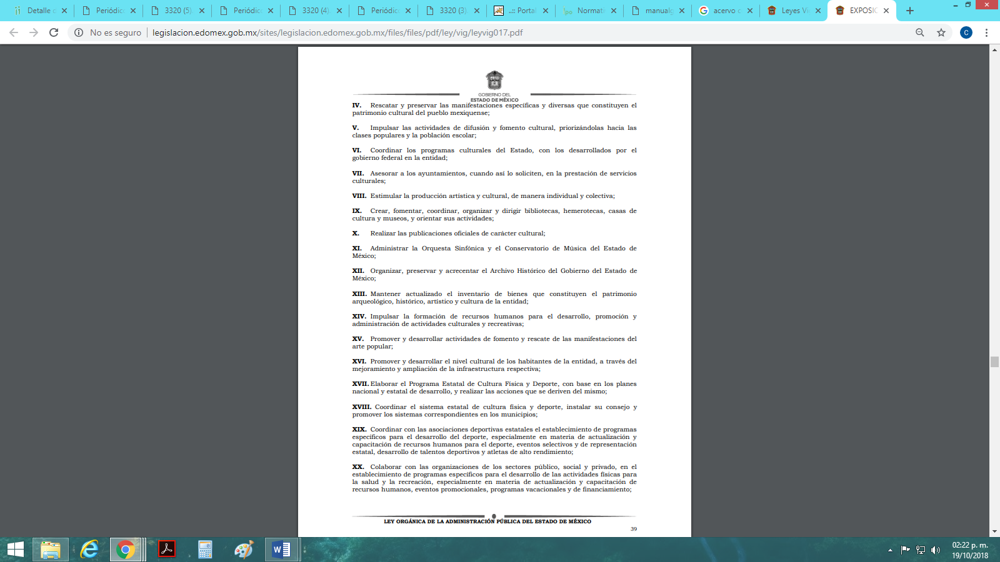 Detalle d
Periódic
3320 (5)
Periódic
3320 (4)
Periódic
3320 (3)
..:: Portal
Normati
manualg
acervo c
Leyes Vi
EXPOSIC
No es seguro
legislacion.edomex.gob.mx/sites/legislacion.edomex.gob.mx/files/files/pdf/ley/vig/leyvig017.pdf
C
GOBIERNO DEL
ESTADO DE MÉXICO
IV. Rescatar y preservar las manifestaciones específicas y diversas que constituyen el
patrimonio cultural del pueblo mexiquense;
V. Impulsar las actividades de difusión y fomento cultural, priorizándolas hacia las
clases populares y la población escolar;
VI. Coordinar los programas culturales del Estado, con los desarrollados por el
gobierno federal en la entidad;
VII. Asesorar a los ayuntamientos, cuando así lo soliciten, en la prestación de servicios
culturales;
VIII. Estimular la producción artística y cultural, de manera individual y colectiva;
IX. Crear, fomentar, coordinar, organizar y dirigir bibliotecas, hemerotecas, casas de
cultura y museos, y orientar sus actividades;
X. Realizar las publicaciones oficiales de carácter cultural;
XI. Administrar la Orquesta Sinfónica y el Conservatorio de Música del Estado de
México;
XII. Organizar, preservar y acrecentar el Archivo Histórico del Gobierno del Estado de
México;
XIII. Mantener actualizado el inventario de bienes que constituyen el patrimonio
arqueológico, histórico, artístico y cultura de la entidad;
XIV. Impulsar la formación de recursos humanos para el desarrollo, promoción y
administración de actividades culturales y recreativas;
XV. Promover y desarrollar actividades de fomento y rescate de las manifestaciones del
arte popular;
XVI. Promover y desarrollar el nivel cultural de los habitantes de la entidad, a través del
mejoramiento y ampliación de la infraestructura respectiva;
XVII. Elaborar el Programa Estatal de Cultura Física y Deporte, con base en los planes
nacional y estatal de desarrollo, y realizar las acciones que se deriven del mismo;
XVIII. Coordinar el sistema estatal de cultura física y deporte, instalar su consejo y
promover los sistemas correspondientes en los municipios;
XIX. Coordinar con las asociaciones deportivas estatales el establecimiento de programas
específicos para el desarrollo del deporte, especialmente en materia de actualización y
capacitación de recursos humanos para el deporte, eventos selectivos y de representación
estatal, desarrollo de talentos deportivos y atletas de alto rendimiento;
XX. Colaborar con las organizaciones de los sectores público, social y privado, en el
establecimiento de programas específicos para el desarrollo de las actividades físicas para
la salud y la recreación, especialmente en materia de actualización y capacitación de
recursos humanos, eventos promocionales, programas vacacionales y de financiamiento;
LEY ORGÁNICA DE LA ADMINISTRACIÓN PÚBLICA DEL ESTADO DE MÉXICO
39
02:22 p. m.
19/10/2018